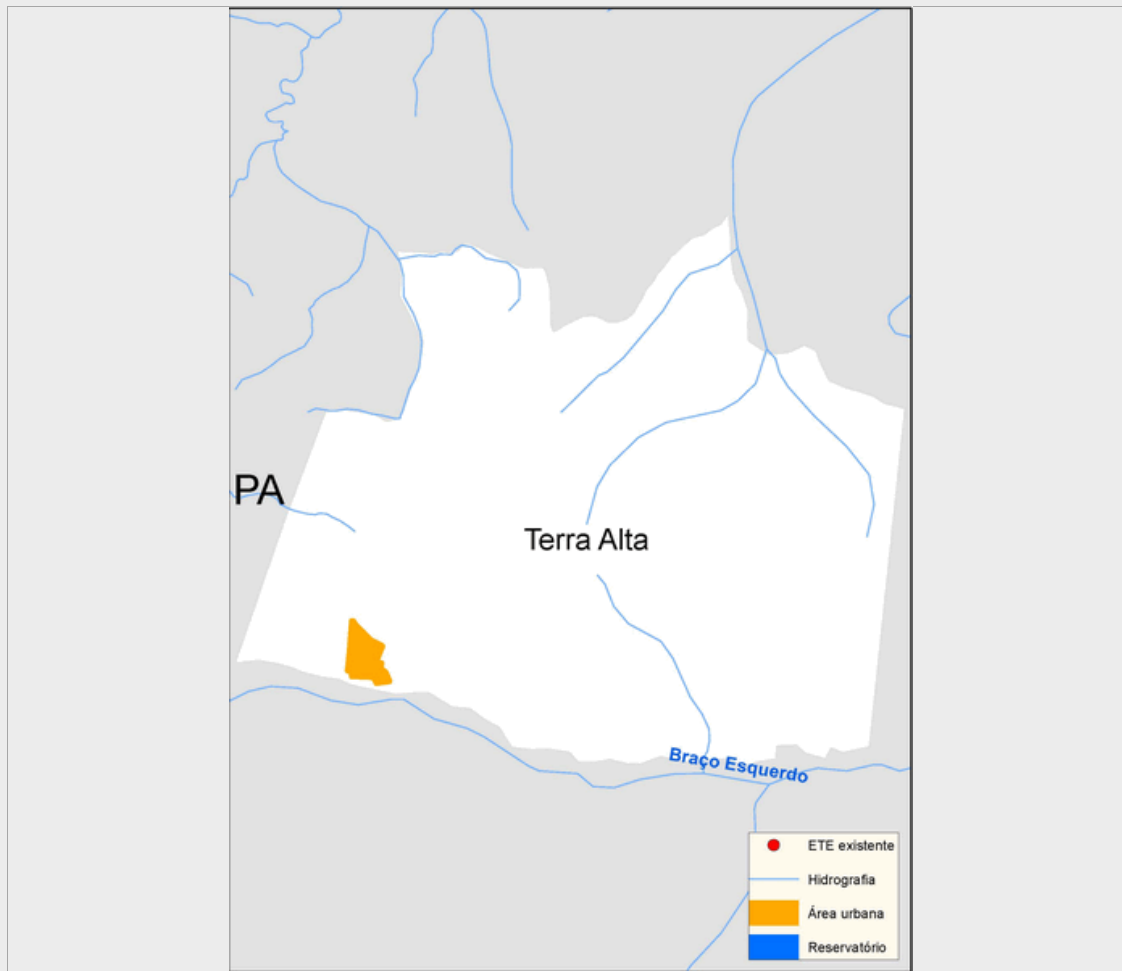 PA
Terra Alta
Braço Esquerdo
ETE existente
Hidrografia
Área urbana
Reservatório